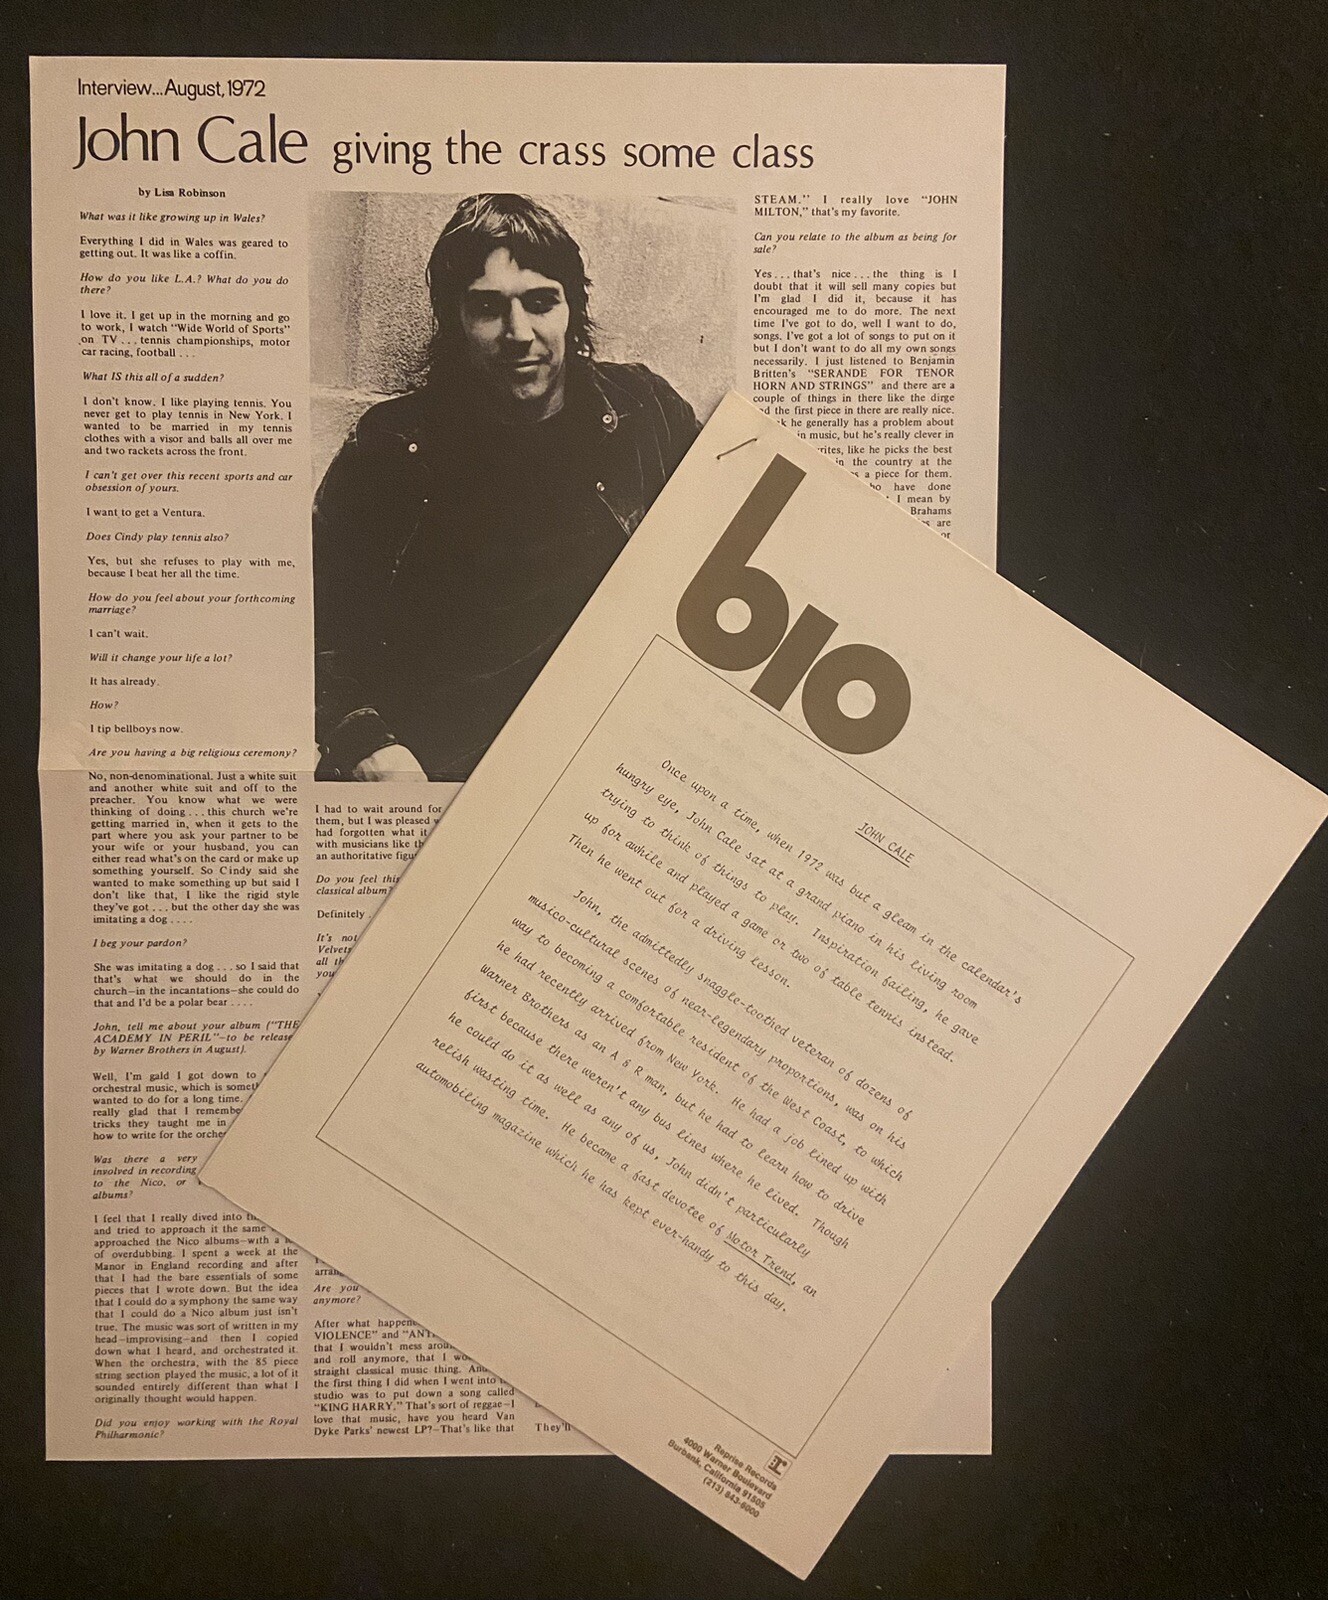 Interview...August, 1972
John Cale giving the crass some class
by Lisa Robinson
What was it like growing up in Wales?
Everything I did in Wales was geared to
getting out. It was like a coffin.
How do you like L.A.? What do you do
there?
I love it. I get up in the morning and go
to work, I watch "Wide World of Sports"
on TV . . . tennis championships, motor
car racing, football . . .
What IS this all of a sudden?
I don't know. I like playing tennis. You
never get to play tennis in New York. I
wanted to be married in my tennis
clothes with a visor and balls all over me
and two rackets across the front.
I can't get over this recent sports and car
obsession of yours.
I want to get a Ventura.
Does Cindy play tennis also?
Yes, but she refuses to play with me,
because I beat her all the time.
How do you feel about your forthcoming
marriage?
I can't wait.
Will it change your life a lot?
It has already.
How?
I tip bellboys now.
Are you having a big religious ceremony?
No, non-denominational. Just a white suit
and another white suit and off to the
preacher. You know what we were
thinking of doing . . . this church we're
getting married in, when it gets to the
part where you ask your partner to be
your wife or your husband, you can
either read what's on the card or make up
something yourself. So Cindy said she
wanted to make something up but said I
don't like that, I like the rigid style
they've got . . . but the other day she was
imitating a dog . . . .
I beg your pardon?
She was imitating a dog . . . so I said that
that's what we should do in the
church—in the incantations—she could do
that and I'd be a polar bear . . . .
John, tell me about your album ("THE
ACADEMY IN PERIL"—to be release
by Warner Brothers in August).
Well, I'm gald I got down to
orchestral music, which is somet
wanted to do for a long time.
really glad that I remembe
tricks they taught me in
how to write for the orche
Was there a very
involved in recording
to the Nico, or
albums?
I feel that I really dived into
and tried to approach it the same
approached the Nico albums—with a
of overdubbing. I spent a week at the
Manor in England recording and after
that I had the bare essentials of some
pieces that I wrote down. But the idea
that I could do a symphony the same way
that I could do a Nico album just isn't
true. The music was sort of written in my
head—improvising—and then I copied
down what I heard, and orchestrated it.
When the orchestra, with the 85 piece
string section played the music, a lot of it
sounded entirely different than what I
originally thought would happen.
Did you enjoy working with the Royal
Philharmonic?
I had to wait around for
them, but I was pleased
had forgotten what it
with musicians like th
an authoritative figu
Do you feel this
classical album?
Definitely .
It's not
Velvets
all th
you
arran
Are you
anymore?
After what happen
VIOLENCE" and "ANT
that I wouldn't mess arou
and roll anymore, that I wo
straight classical music thing. And
the first thing I did when I went into
studio was to put down a song called
"KING HARRY." That's sort of reggae—I
love that music, have you heard Van
Dyke Parks' newest LP?—That's like that
STEAM." I really love "JOHN
MILTON," that's my favorite.
Can you relate to the album as being for
sale?
Yes . . . that's nice . . . the thing is I
doubt that it will sell many copies but
I'm glad I did it, because it has
encouraged me to do more. The next
time I've got to do, well I want to do,
songs. I've got a lot of songs to put on it
but I don't want to do all my own songs
necessarily. I just listened to Benjamin
Britten's "SERANDE FOR TENOR
HORN AND STRINGS" and there are a
couple of things in there like the dirge
the first piece in there are really nice.
he generally has a problem about
in music, but he's really clever in
rites, like he picks the best
in the country at the
a piece for them.
have done
I mean by
Brahams
are
or
They'll
bio
JOHN CALE
Once upon a time, when 1972 was but a gleam in the calendar's
hungry eye, John Cale sat at a grand piano in his living room
trying to think of things to play. Inspiration failing, he gave
up for awhile and played a game or two of table tennis instead.
Then he went out for a driving lesson.
John, the admittedly snaggle-toothed veteran of dozens of
musico-cultural scenes of near-legendary proportions, was on his
way to becoming a comfortable resident of the West Coast, to which
he had recently arrived from New York. He had a job lined up with
Warner Brothers as an A & R man, but he had to learn how to drive
first because there weren't any bus lines where he lived. Though
he could do it as well as any of us, John didn't particularly
relish wasting time. He became a fast devotee of Motor Trend, an
automobiling magazine which he has kept ever-handy to this day.
Reprise Records
4000 Warner Boulevard
Burbank, California 91505
(213) 843-6000